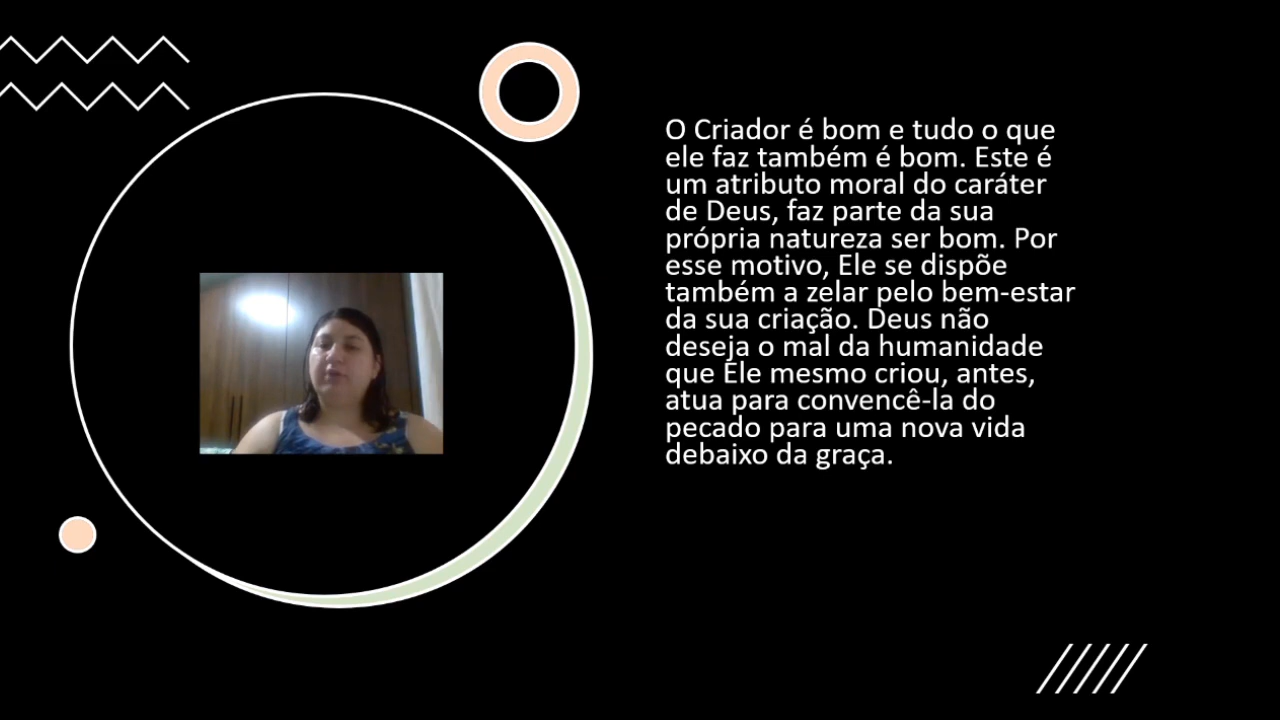 O Criador é bom e tudo o que
ele faz também é bom. Este é
um atributo moral do caráter
de Deus, faz parte da sua
própria natureza ser bom. Por
esse motivo, Ele se dispõe
também a zelar pelo bem-estar
da sua criação. Deus não
deseja o mal da humanidade
que Ele mesmo criou, antes,
atua para convencê-la do
pecado para uma nova vida
debaixo da graça.